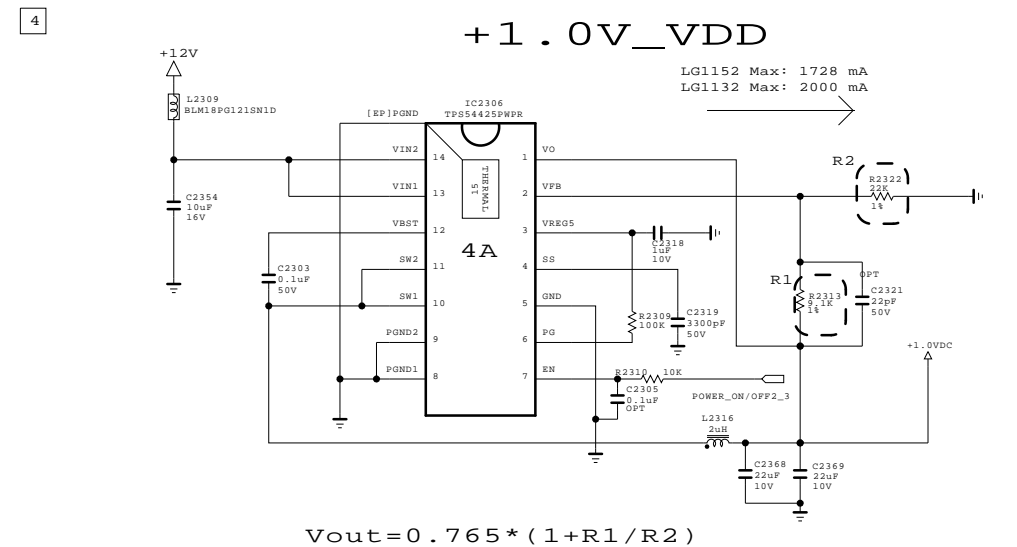 4
+1.0V_VDD
+12V
LG1152 Max: 1728 mA
LG1132 Max: 2000 mA
L2309
BLM18PG121SN1D
IC2306
TPS54425PWPR
[EP]PGND
VIN2
14
1
VO
THERMAL
15
R2
R2322
22K
1%
VIN1
13
2
VFB
C2354
10uF
16V
VBST
12
3
VREG5
C2318
1uF
10V
4A
SW2
11
4
SS
C2303
0.1uF
50V
R1
R2313
9.1K
1%
OPT
C2321
22pF
50V
SW1
10
5
GND
R2309
100K
C2319
3300pF
50V
PGND2
9
6
PG
+1.0VDC
PGND1
8
7
EN
R2310
10K
C2305
0.1uF
OPT
POWER_ON/OFF2_3
L2316
2uH
C2368
22uF
10V
C2369
22uF
10V
Vout=0.765*(1+R1/R2)